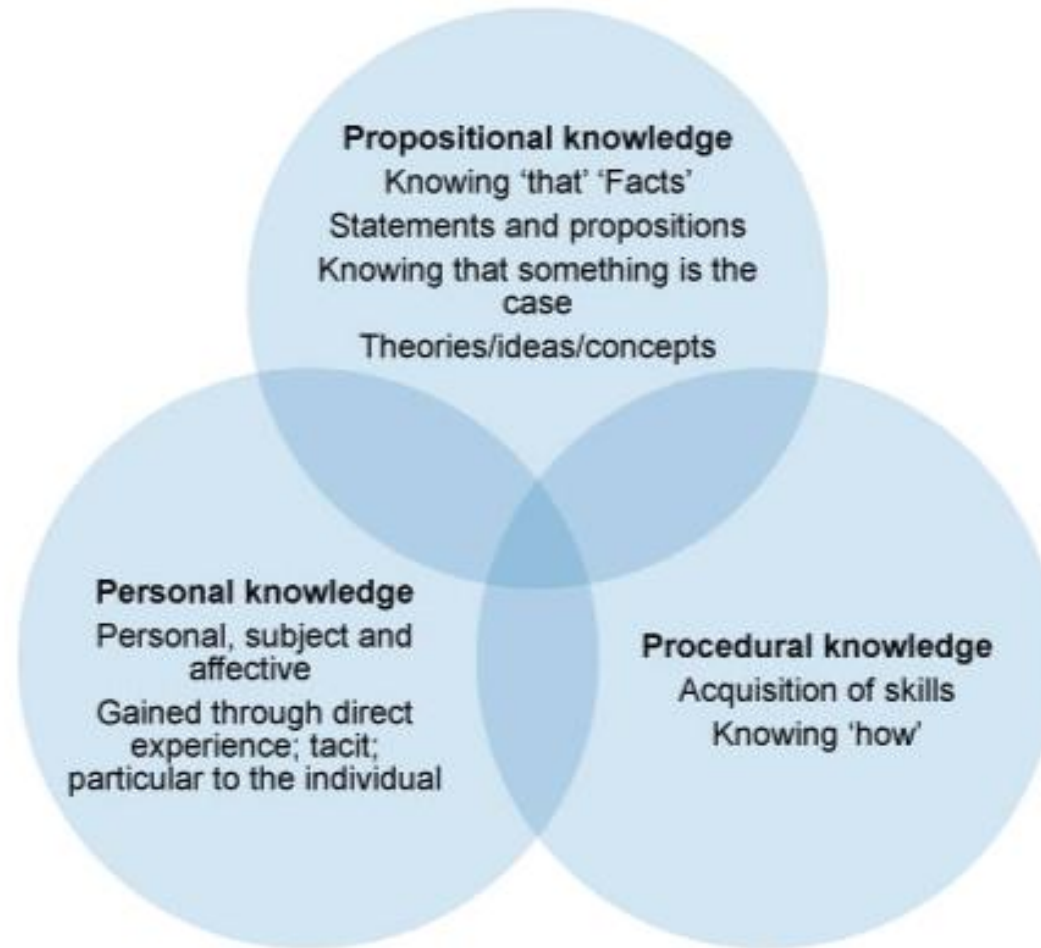 Propositional knowledge
Knowing ‘that’ ‘Facts’
Statements and propositions
Knowing that something is the
case
Theories/ideas/concepts
Personal knowledge
Personal, subject and
affective
Gained through direct
experience; tacit;
particular to the individual
Procedural knowledge
Acquisition of skills
Knowing ‘how’